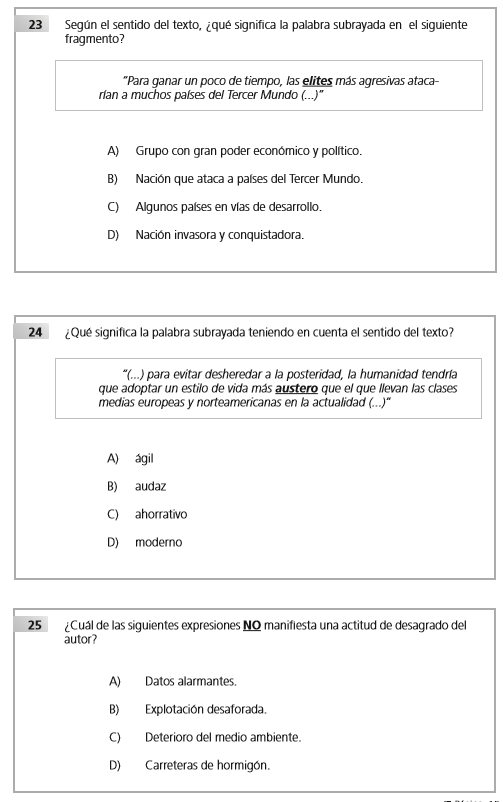 23 Según el sentido del texto, ¿qué significa la palabra subrayada en el siguiente
fragmento?
"Para ganar un poco de tiempo, las elites más agresivas ataca-
rían a muchos países del Tercer Mundo (...)"
A) Grupo con gran poder económico y político.
B) Nación que ataca a países del Tercer Mundo.
C) Algunos países en vías de desarrollo.
D) Nación invasora y conquistadora.
24 ¿Qué significa la palabra subrayada teniendo en cuenta el sentido del texto?
"(...) para evitar desheredar a la posteridad, la humanidad tendría
que adoptar un estilo de vida más austero que el que llevan las clases
medias europeas y norteamericanas en la actualidad (...)"
A) ágil
B) audaz
C) ahorrativo
D) moderno
25 ¿Cuál de las siguientes expresiones NO manifiesta una actitud de desagrado del
autor?
A) Datos alarmantes.
B) Explotación desaforada.
C) Deterioro del medio ambiente.
D) Carreteras de hormigón.